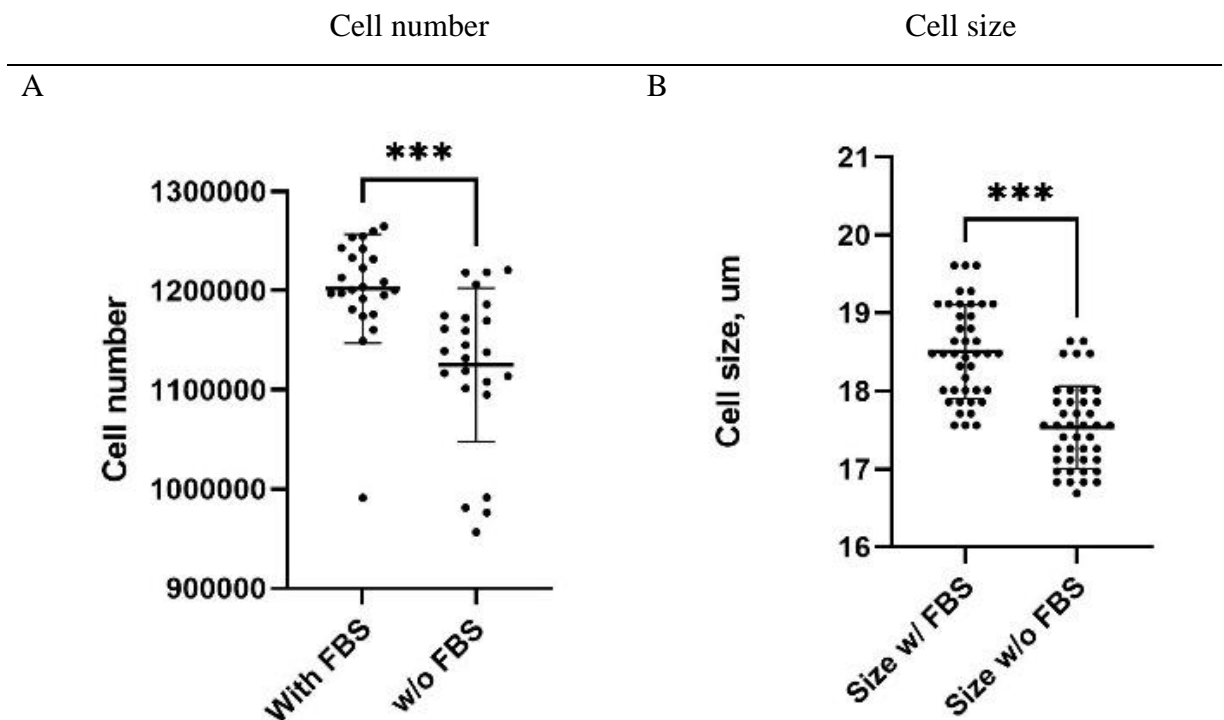 Cell number Cell size
A B
***
1300000
1200000
1100000
1000000
900000
Cell number
With FBS
w/o FBS
***
21
20
19
18
17
16
Cell size, um
Size w/ FBS
Size w/o FBS